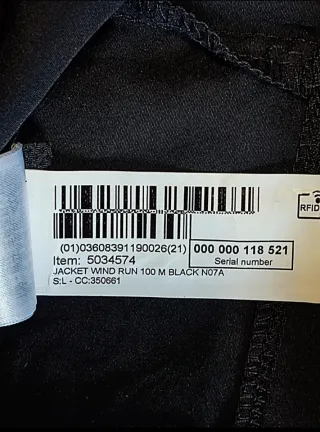 RFID
(01)03608391190026(21)
000 000 118 521
Serial number
Item: 5034574
JACKET WIND RUN 100 M BLACK N07A
S:L - CC:350661